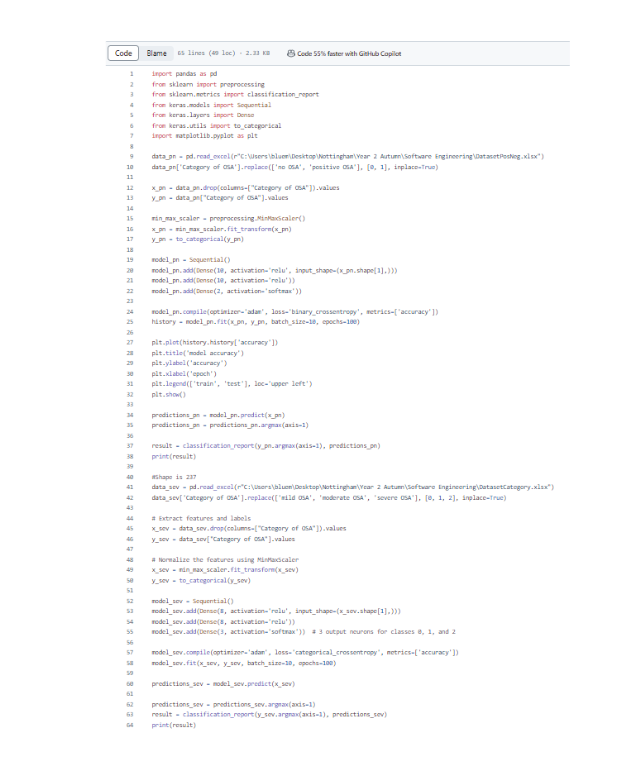 Code Blame 65 lines (49 loc) · 2.33 KB Code 55% faster with GitHub Copilot
1 import pandas as pd
2 from sklearn import preprocessing
3 from sklearn.metrics import classification_report
4 from keras.models import Sequential
5 from keras.layers import Dense
6 from keras.utils import to_categorical
7 import matplotlib.pyplot as plt
8
9 data_pn = pd.read_excel(r"C:\Users\bluem\Desktop\Nottingham\Year 2 Autumn\Software Engineering\DatasetPosNeg.xlsx")
10 data_pn['Category of OSA'].replace(['no OSA', 'positive OSA'], [0, 1], inplace=True)
11
12 x_pn = data_pn.drop(columns=["Category of OSA"]).values
13 y_pn = data_pn["Category of OSA"].values
14
15 min_max_scaler = preprocessing.MinMaxScaler()
16 x_pn = min_max_scaler.fit_transform(x_pn)
17 y_pn = to_categorical(y_pn)
18
19 model_pn = Sequential()
20 model_pn.add(Dense(10, activation='relu', input_shape=(x_pn.shape[1],)))
21 model_pn.add(Dense(10, activation='relu'))
22 model_pn.add(Dense(2, activation='softmax'))
23
24 model_pn.compile(optimizer='adam', loss='binary_crossentropy', metrics=['accuracy'])
25 history = model_pn.fit(x_pn, y_pn, batch_size=10, epochs=100)
26
27 plt.plot(history.history['accuracy'])
28 plt.title('model accuracy')
29 plt.ylabel('accuracy')
30 plt.xlabel('epoch')
31 plt.legend(['train', 'test'], loc='upper left')
32 plt.show()
33
34 predictions_pn = model_pn.predict(x_pn)
35 predictions_pn = predictions_pn.argmax(axis=1)
36
37 result = classification_report(y_pn.argmax(axis=1), predictions_pn)
38 print(result)
39
40 #Shape is 237
41 data_sev = pd.read_excel(r"C:\Users\bluem\Desktop\Nottingham\Year 2 Autumn\Software Engineering\DatasetCategory.xlsx")
42 data_sev['Category of OSA'].replace(['mild OSA', 'moderate OSA', 'severe OSA'], [0, 1, 2], inplace=True)
43
44 # Extract features and labels
45 x_sev = data_sev.drop(columns=["Category of OSA"]).values
46 y_sev = data_sev["Category of OSA"].values
47
48 # Normalize the features using MinMaxScaler
49 x_sev = min_max_scaler.fit_transform(x_sev)
50 y_sev = to_categorical(y_sev)
51
52 model_sev = Sequential()
53 model_sev.add(Dense(8, activation='relu', input_shape=(x_sev.shape[1],)))
54 model_sev.add(Dense(8, activation='relu'))
55 model_sev.add(Dense(3, activation='softmax')) # 3 output neurons for classes 0, 1, and 2
56
57 model_sev.compile(optimizer='adam', loss='categorical_crossentropy', metrics=['accuracy'])
58 model_sev.fit(x_sev, y_sev, batch_size=10, epochs=100)
59
60 predictions_sev = model_sev.predict(x_sev)
61
62 predictions_sev = predictions_sev.argmax(axis=1)
63 result = classification_report(y_sev.argmax(axis=1), predictions_sev)
64 print(result)